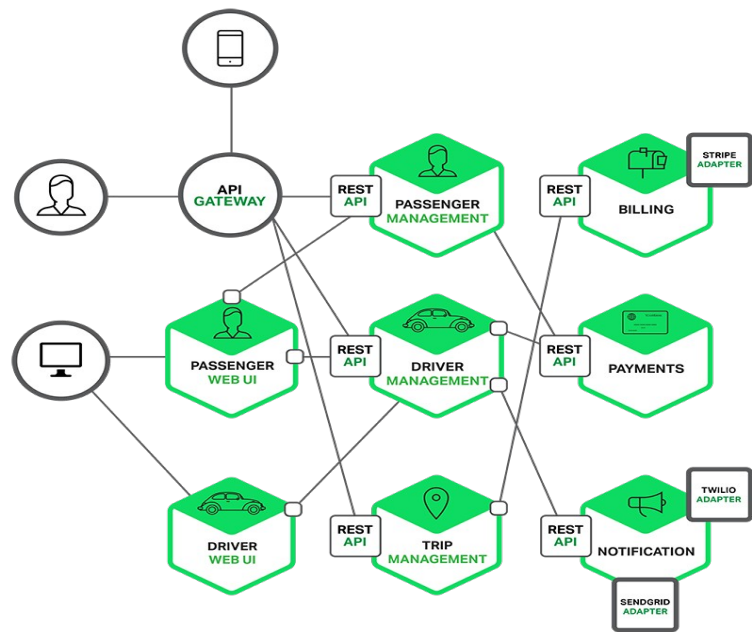 API
GATEWAY
REST
API
PASSENGER
MANAGEMENT
REST
API
BILLING
STRIPE
ADAPTER
PASSENGER
WEB UI
REST
API
DRIVER
MANAGEMENT
REST
API
PAYMENTS
DRIVER
WEB UI
REST
API
TRIP
MANAGEMENT
REST
API
NOTIFICATION
TWILIO
ADAPTER
SENDGRID
ADAPTER